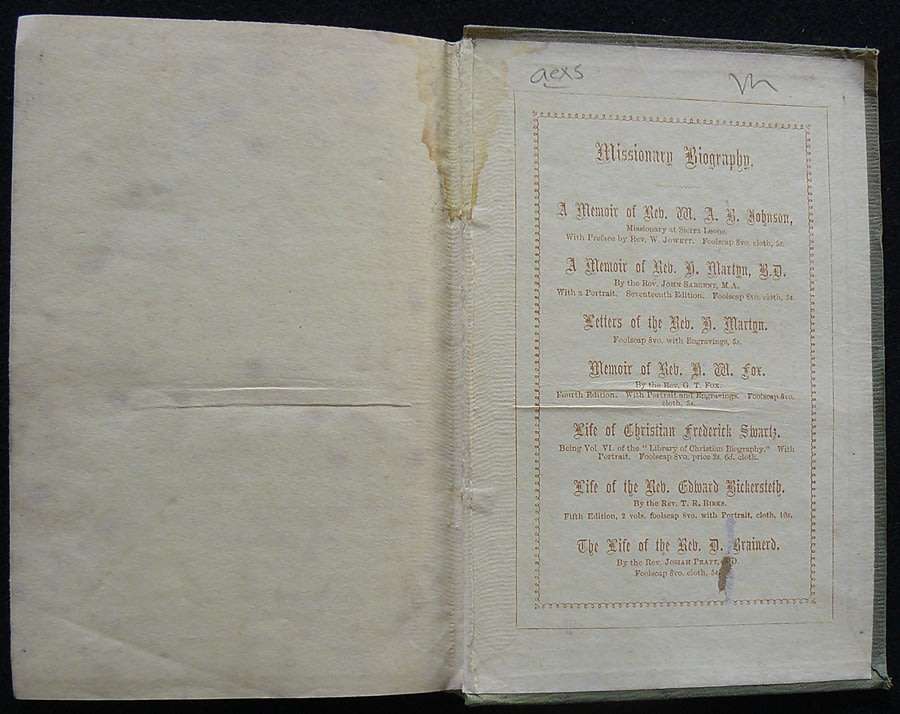 aexs
Missionary Biography.
A Memoir of Rev. W. A. B. Johnson,
Missionary at Sierra Leone.
With Preface by Rev. W. JOWETT. Foolscap 8vo. cloth, 5s.
A Memoir of Rev. H. Martyn, B.D.
By the Rev. JOHN SARGENT, M.A.
With a Portrait. Seventeenth Edition. Foolscap 8vo. cloth, 5s.
Letters of the Rev. H. Martyn.
Foolscap 8vo. with Engravings, 5s.
Memoir of Rev. H. W. Fox.
By the Rev. G. T. FOX.
Fourth Edition. With Portrait and Engravings. Foolscap 8vo.
cloth, 5s.
Life of Christian Frederick Swartz.
Being Vol. VI. of the "Library of Christian Biography." With
Portrait. Foolscap 8vo. price 2s. 6d. cloth.
Life of the Rev. Edward Bickersteth.
By the REV. T. R. BIRKS.
Fifth Edition, 2 vols. foolscap 8vo. with Portrait, cloth, 10s.
The Life of the Rev. D. Brainerd.
By the Rev. JOSIAH PRATT,
Foolscap 8vo. cloth,